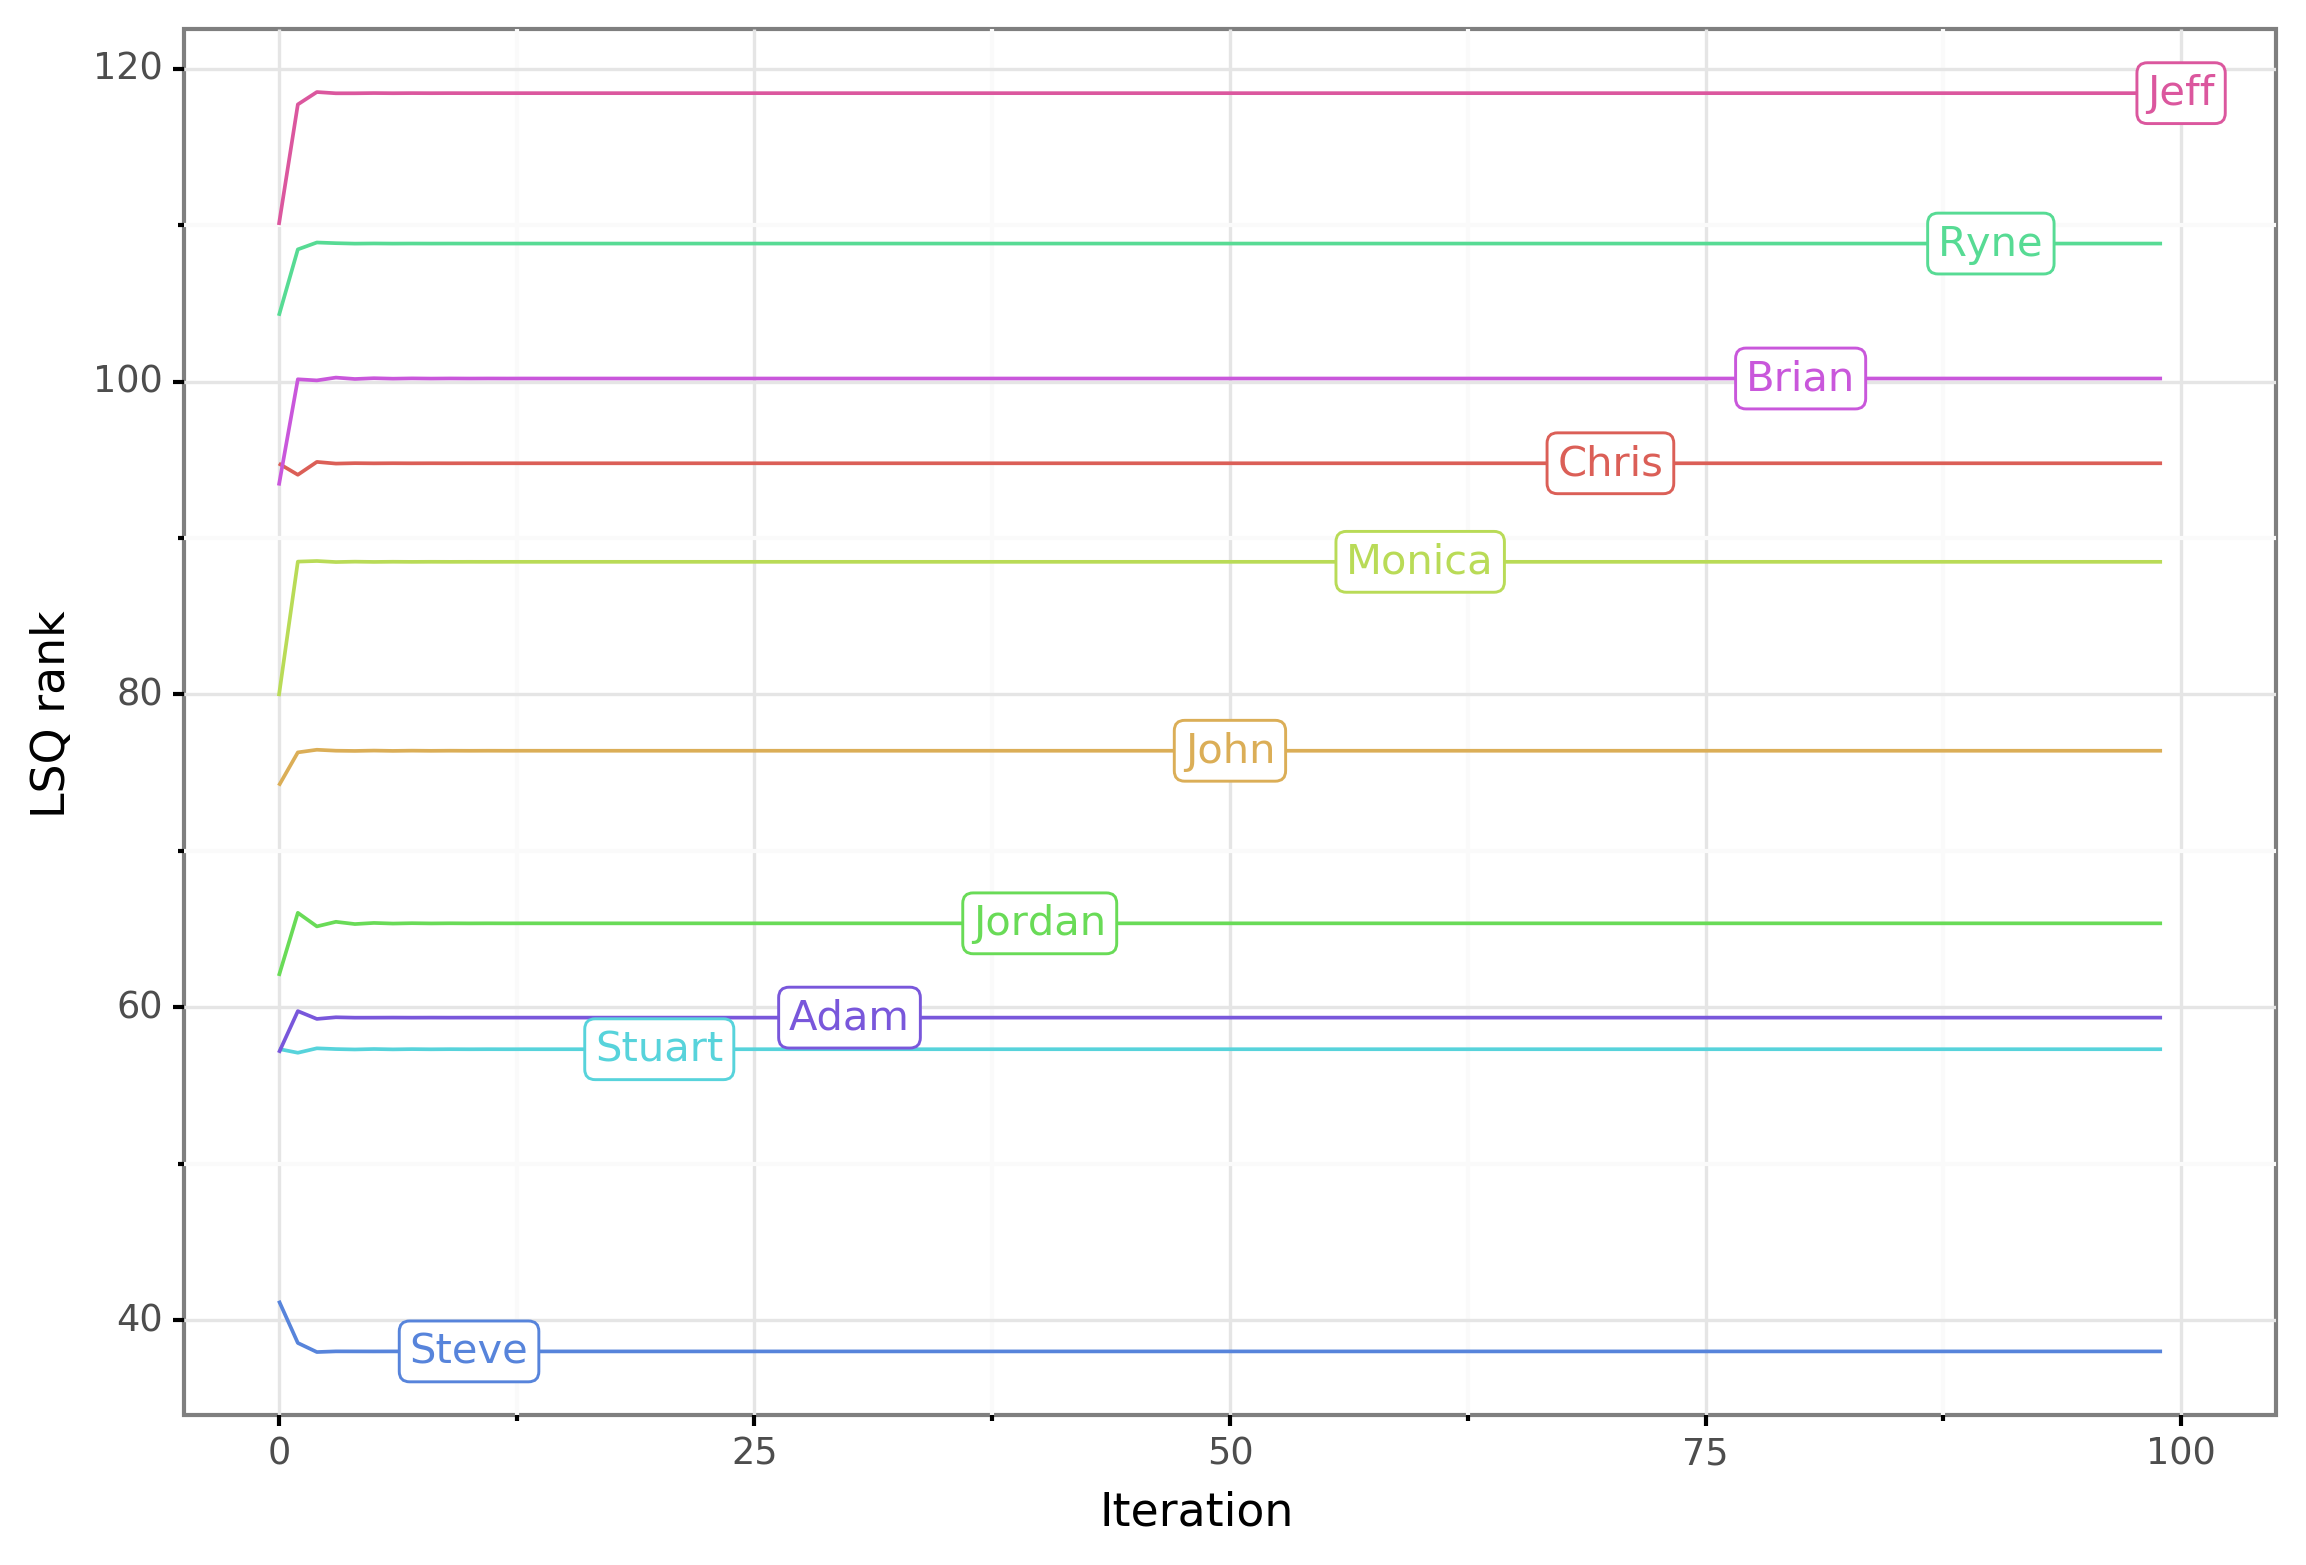 120
Jeff
Ryne
100
Brian
Chris
Monica
80
John
Jordan
60
Adam
Stuart
40
Steve
0 25 50 75 100
Iteration
LSQ rank